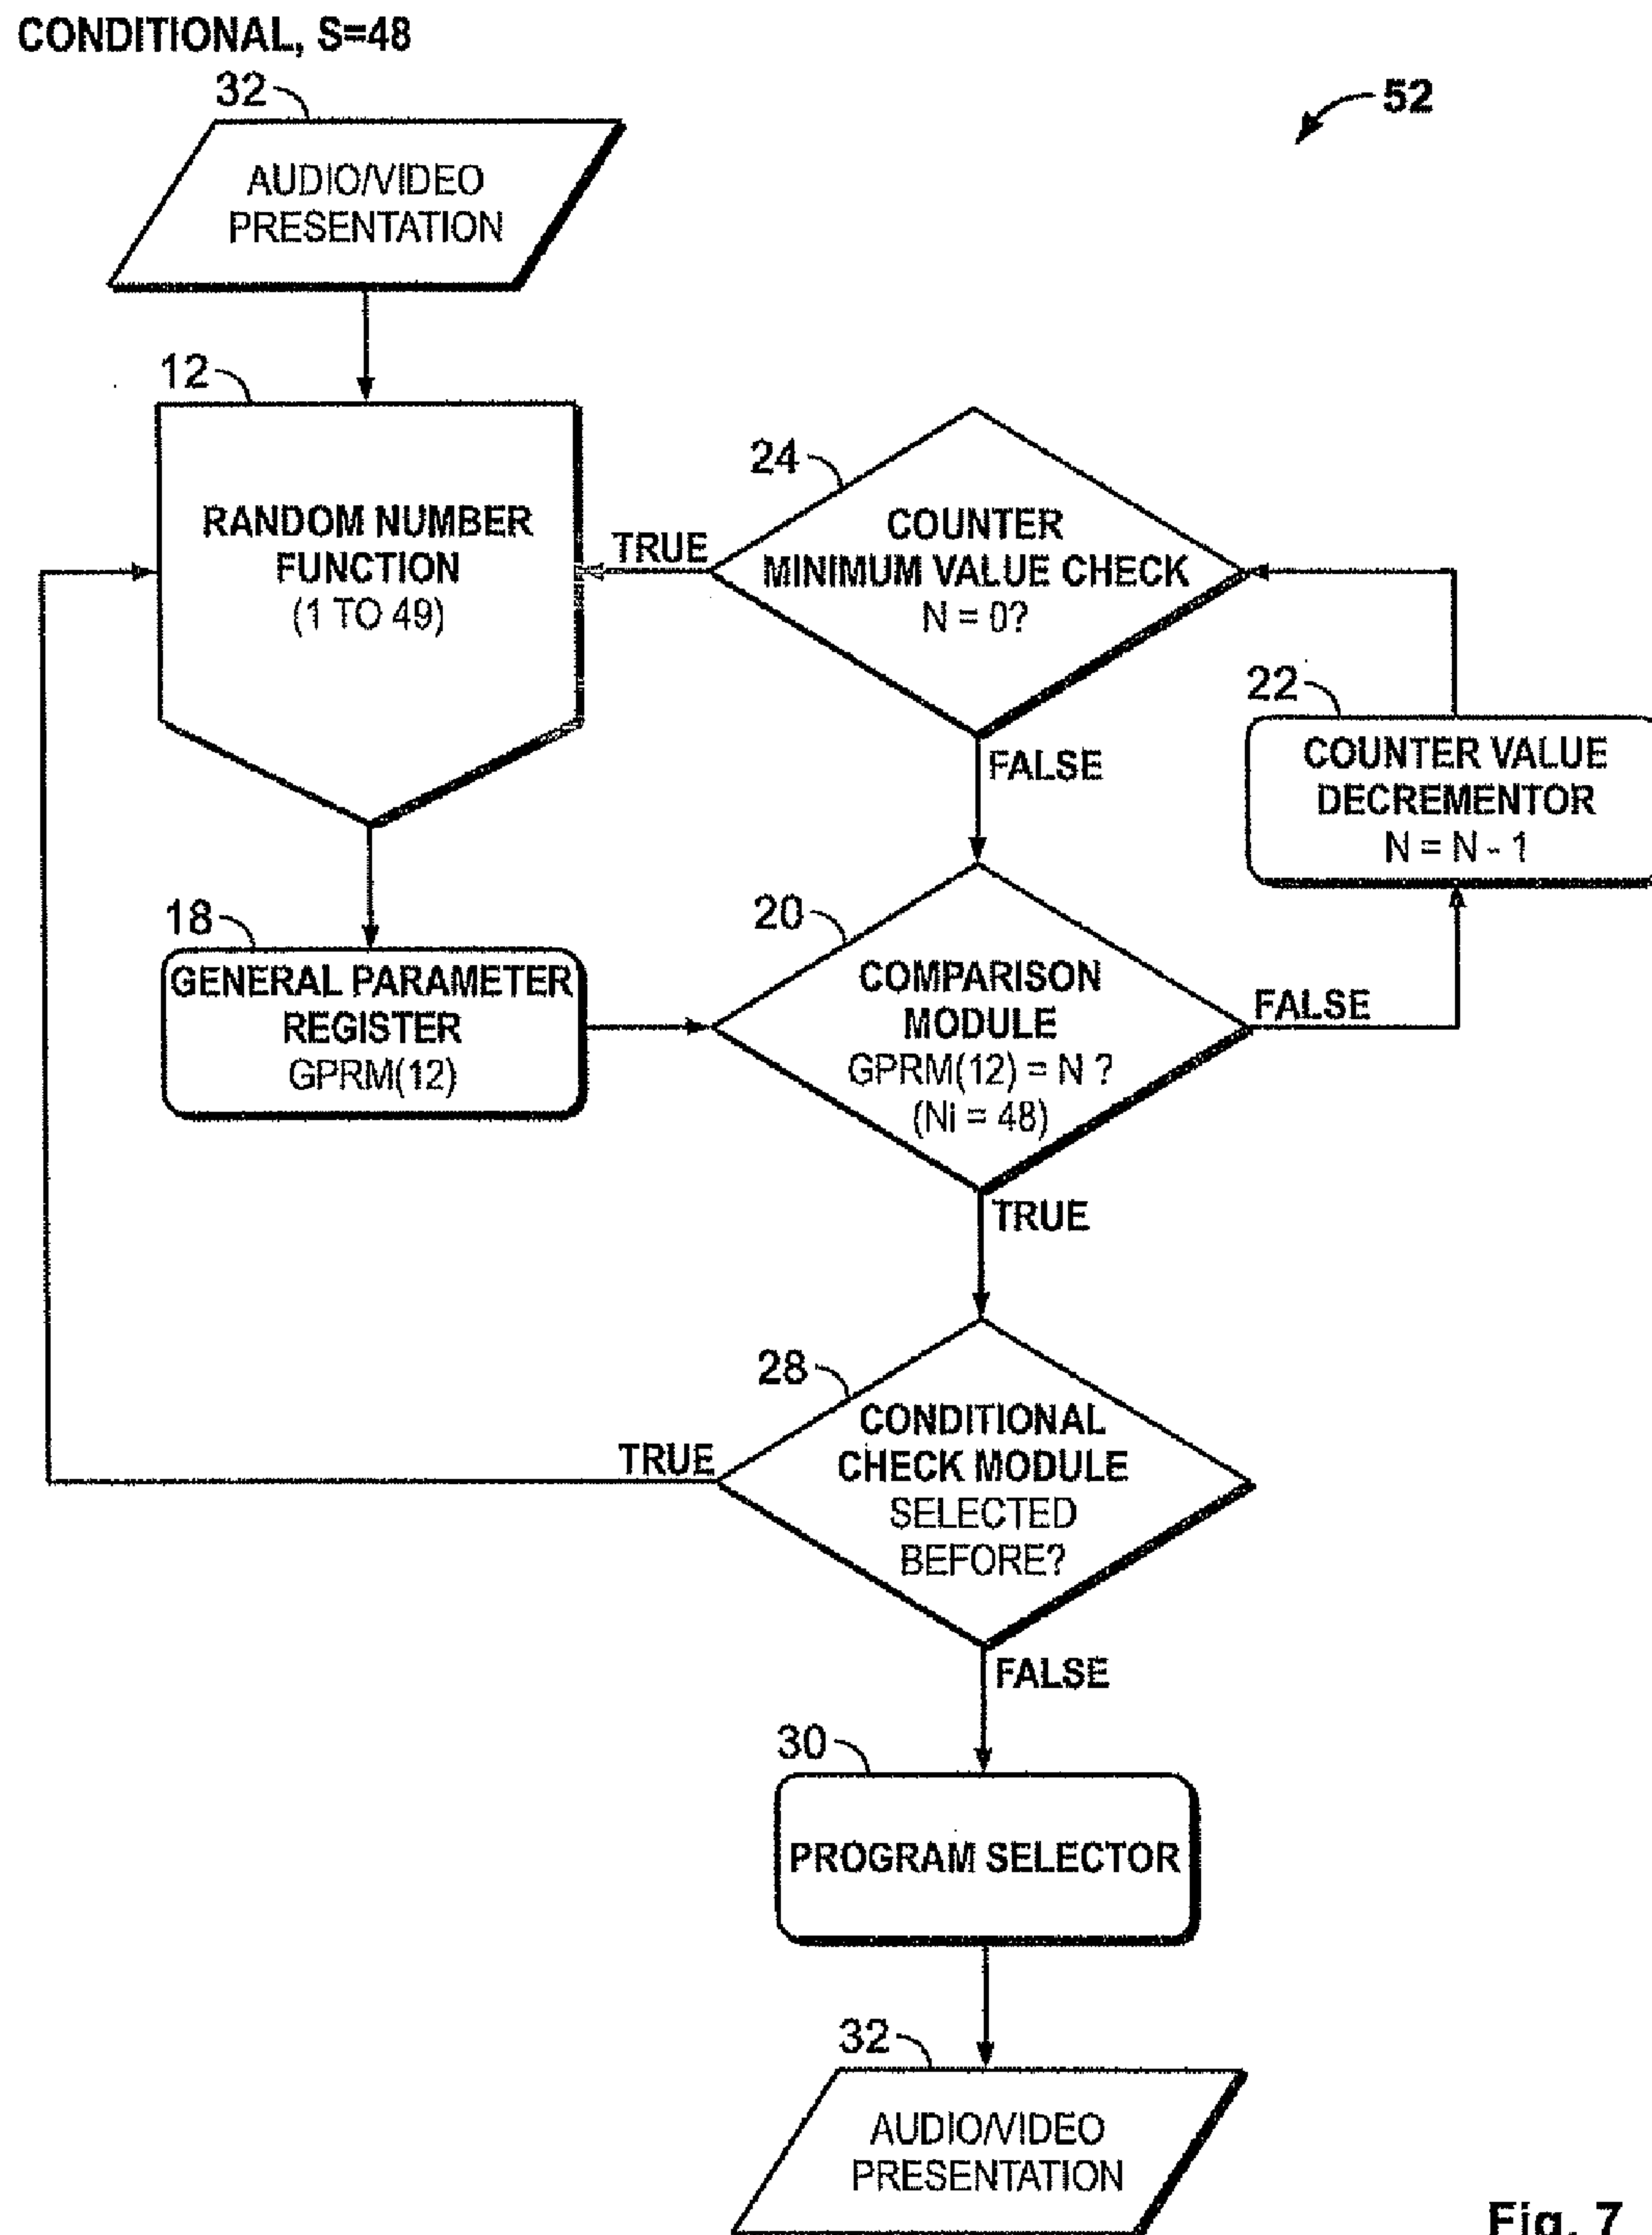 CONDITIONAL, S=48
32
52
AUDIO/VIDEO
PRESENTATION
12
RANDOM NUMBER
FUNCTION
(1 TO 49)
TRUE
24
COUNTER
MINIMUM VALUE CHECK
N = 0?
FALSE
22
COUNTER VALUE
DECREMENTOR
N = N - 1
18
GENERAL PARAMETER
REGISTER
GPRM(12)
20
COMPARISON
MODULE
GPRM(12) = N ?
(Ni = 48)
FALSE
TRUE
28
CONDITIONAL
CHECK MODULE
SELECTED
BEFORE?
TRUE
FALSE
30
PROGRAM SELECTOR
32
AUDIO/VIDEO
PRESENTATION
Fig. 7